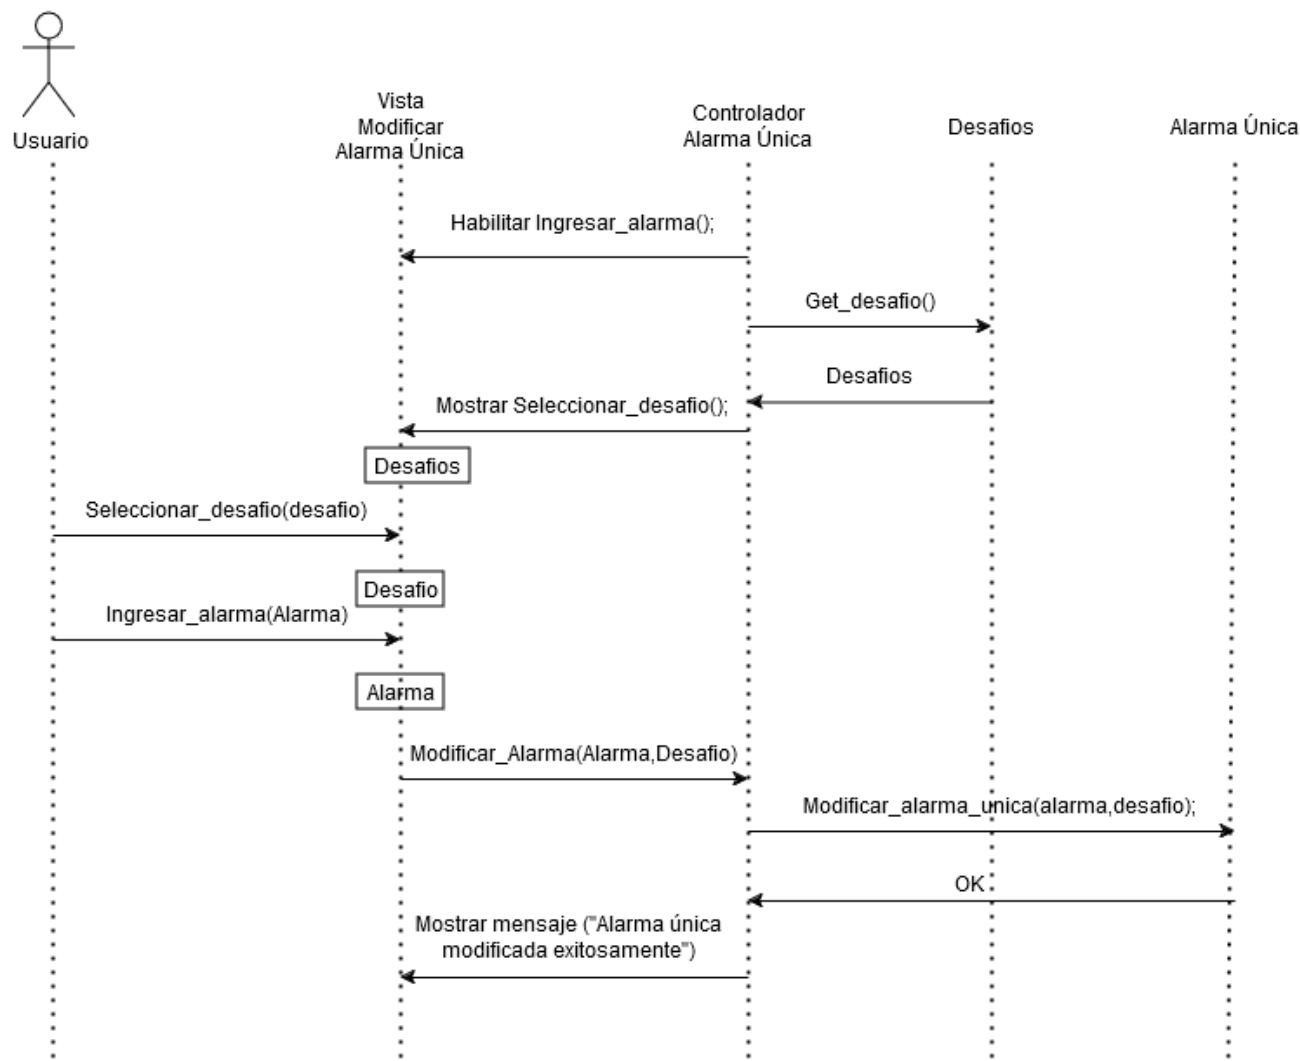 Usuario
Vista
Modificar
Alarma Única
Controlador
Alarma Única
Desafios
Alarma Única
Habilitar Ingresar_alarma();
Get_desafio()
Desafios
Mostrar Seleccionar_desafio();
Desafios
Seleccionar_desafio(desafio)
Desafio
Ingresar_alarma(Alarma)
Alarma
Modificar_Alarma(Alarma,Desafio)
Modificar_alarma_unica(alarma,desafio);
OK
Mostrar mensaje ("Alarma única
modificada exitosamente")